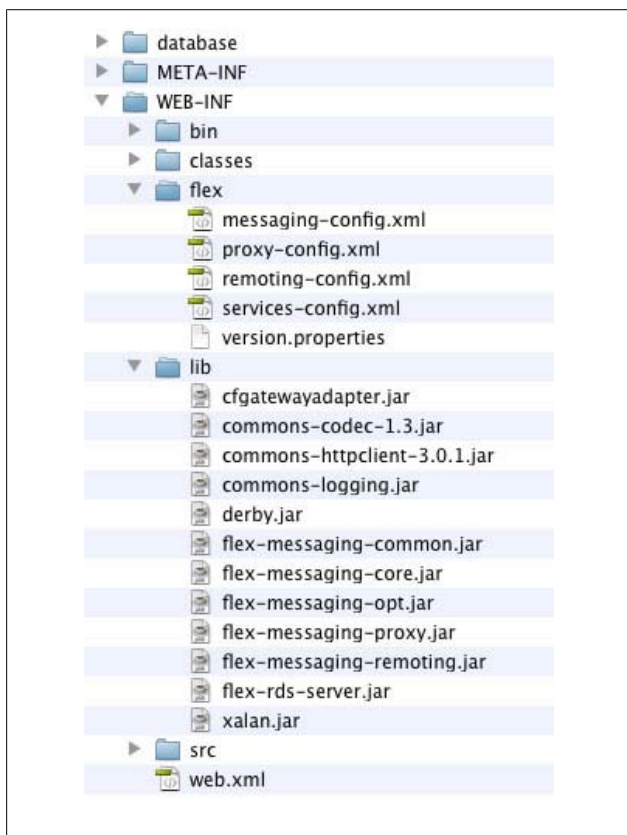 database
META-INF
WEB-INF
bin
classes
flex
messaging-config.xml
proxy-config.xml
remoting-config.xml
services-config.xml
version.properties
lib
cfgatewayadapter.jar
commons-codec-1.3.jar
commons-httpclient-3.0.1.jar
commons-logging.jar
derby.jar
flex-messaging-common.jar
flex-messaging-core.jar
flex-messaging-opt.jar
flex-messaging-proxy.jar
flex-messaging-remoting.jar
flex-rds-server.jar
xalan.jar
src
web.xml